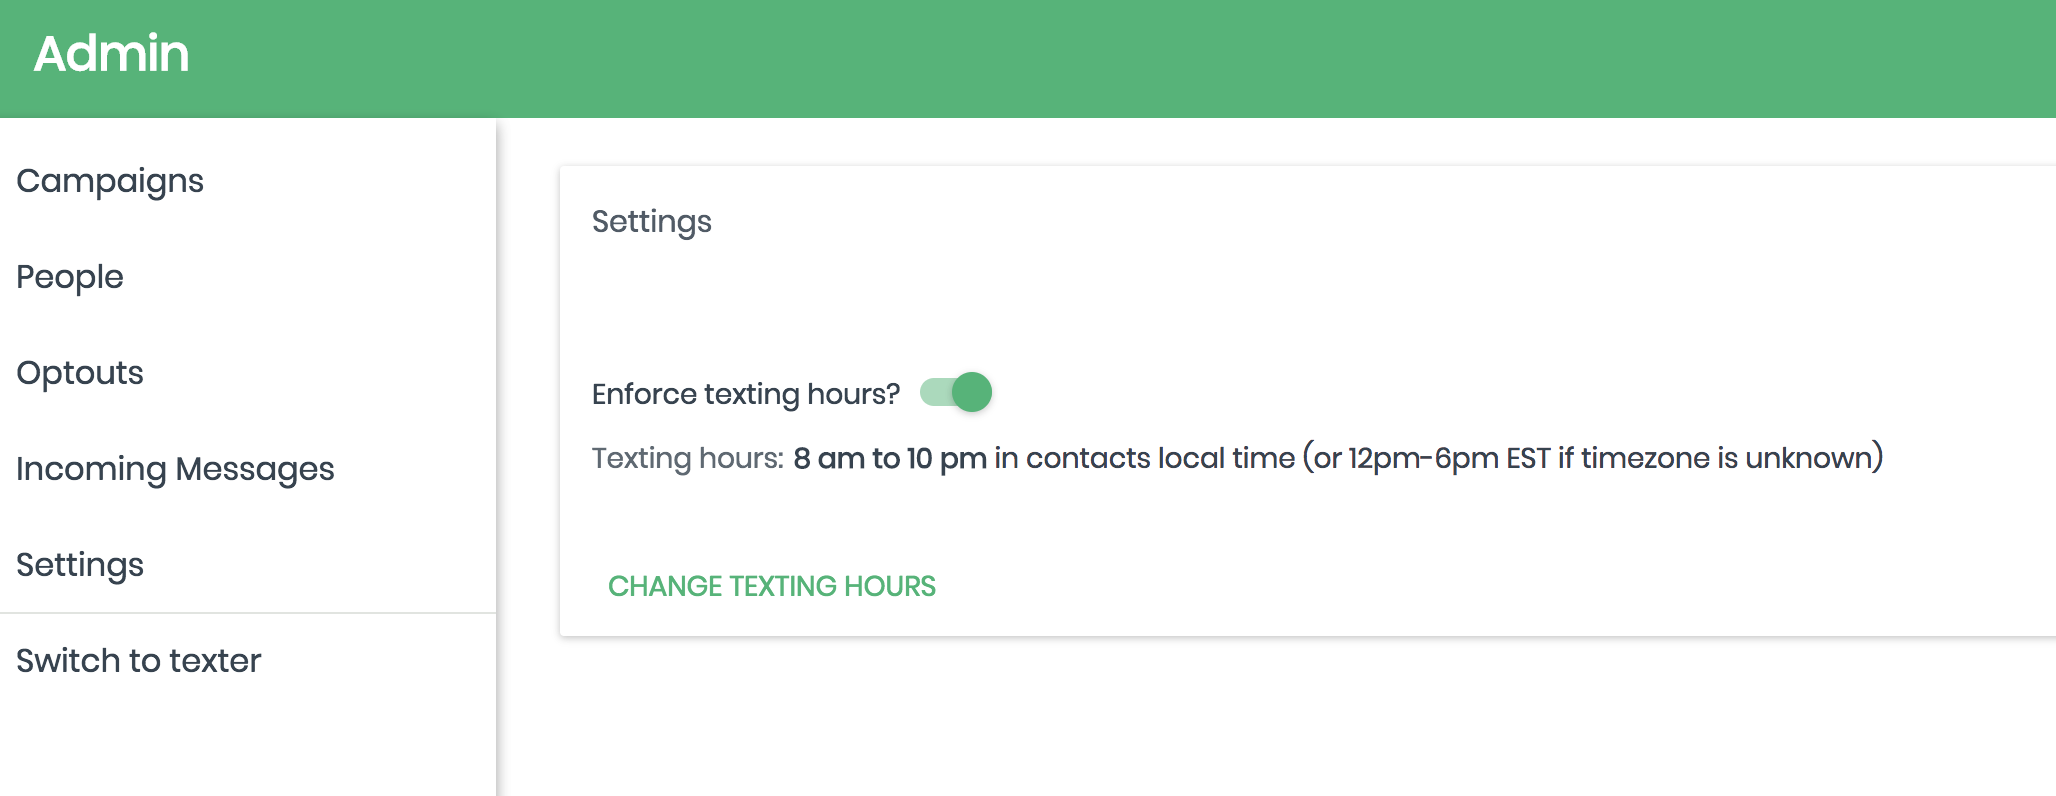 Admin
Campaigns
People
Optouts
Incoming Messages
Settings
Switch to texter
Settings
Enforce texting hours?
Texting hours: 8 am to 10 pm in contacts local time (or 12pm-6pm EST if timezone is unknown)
CHANGE TEXTING HOURS